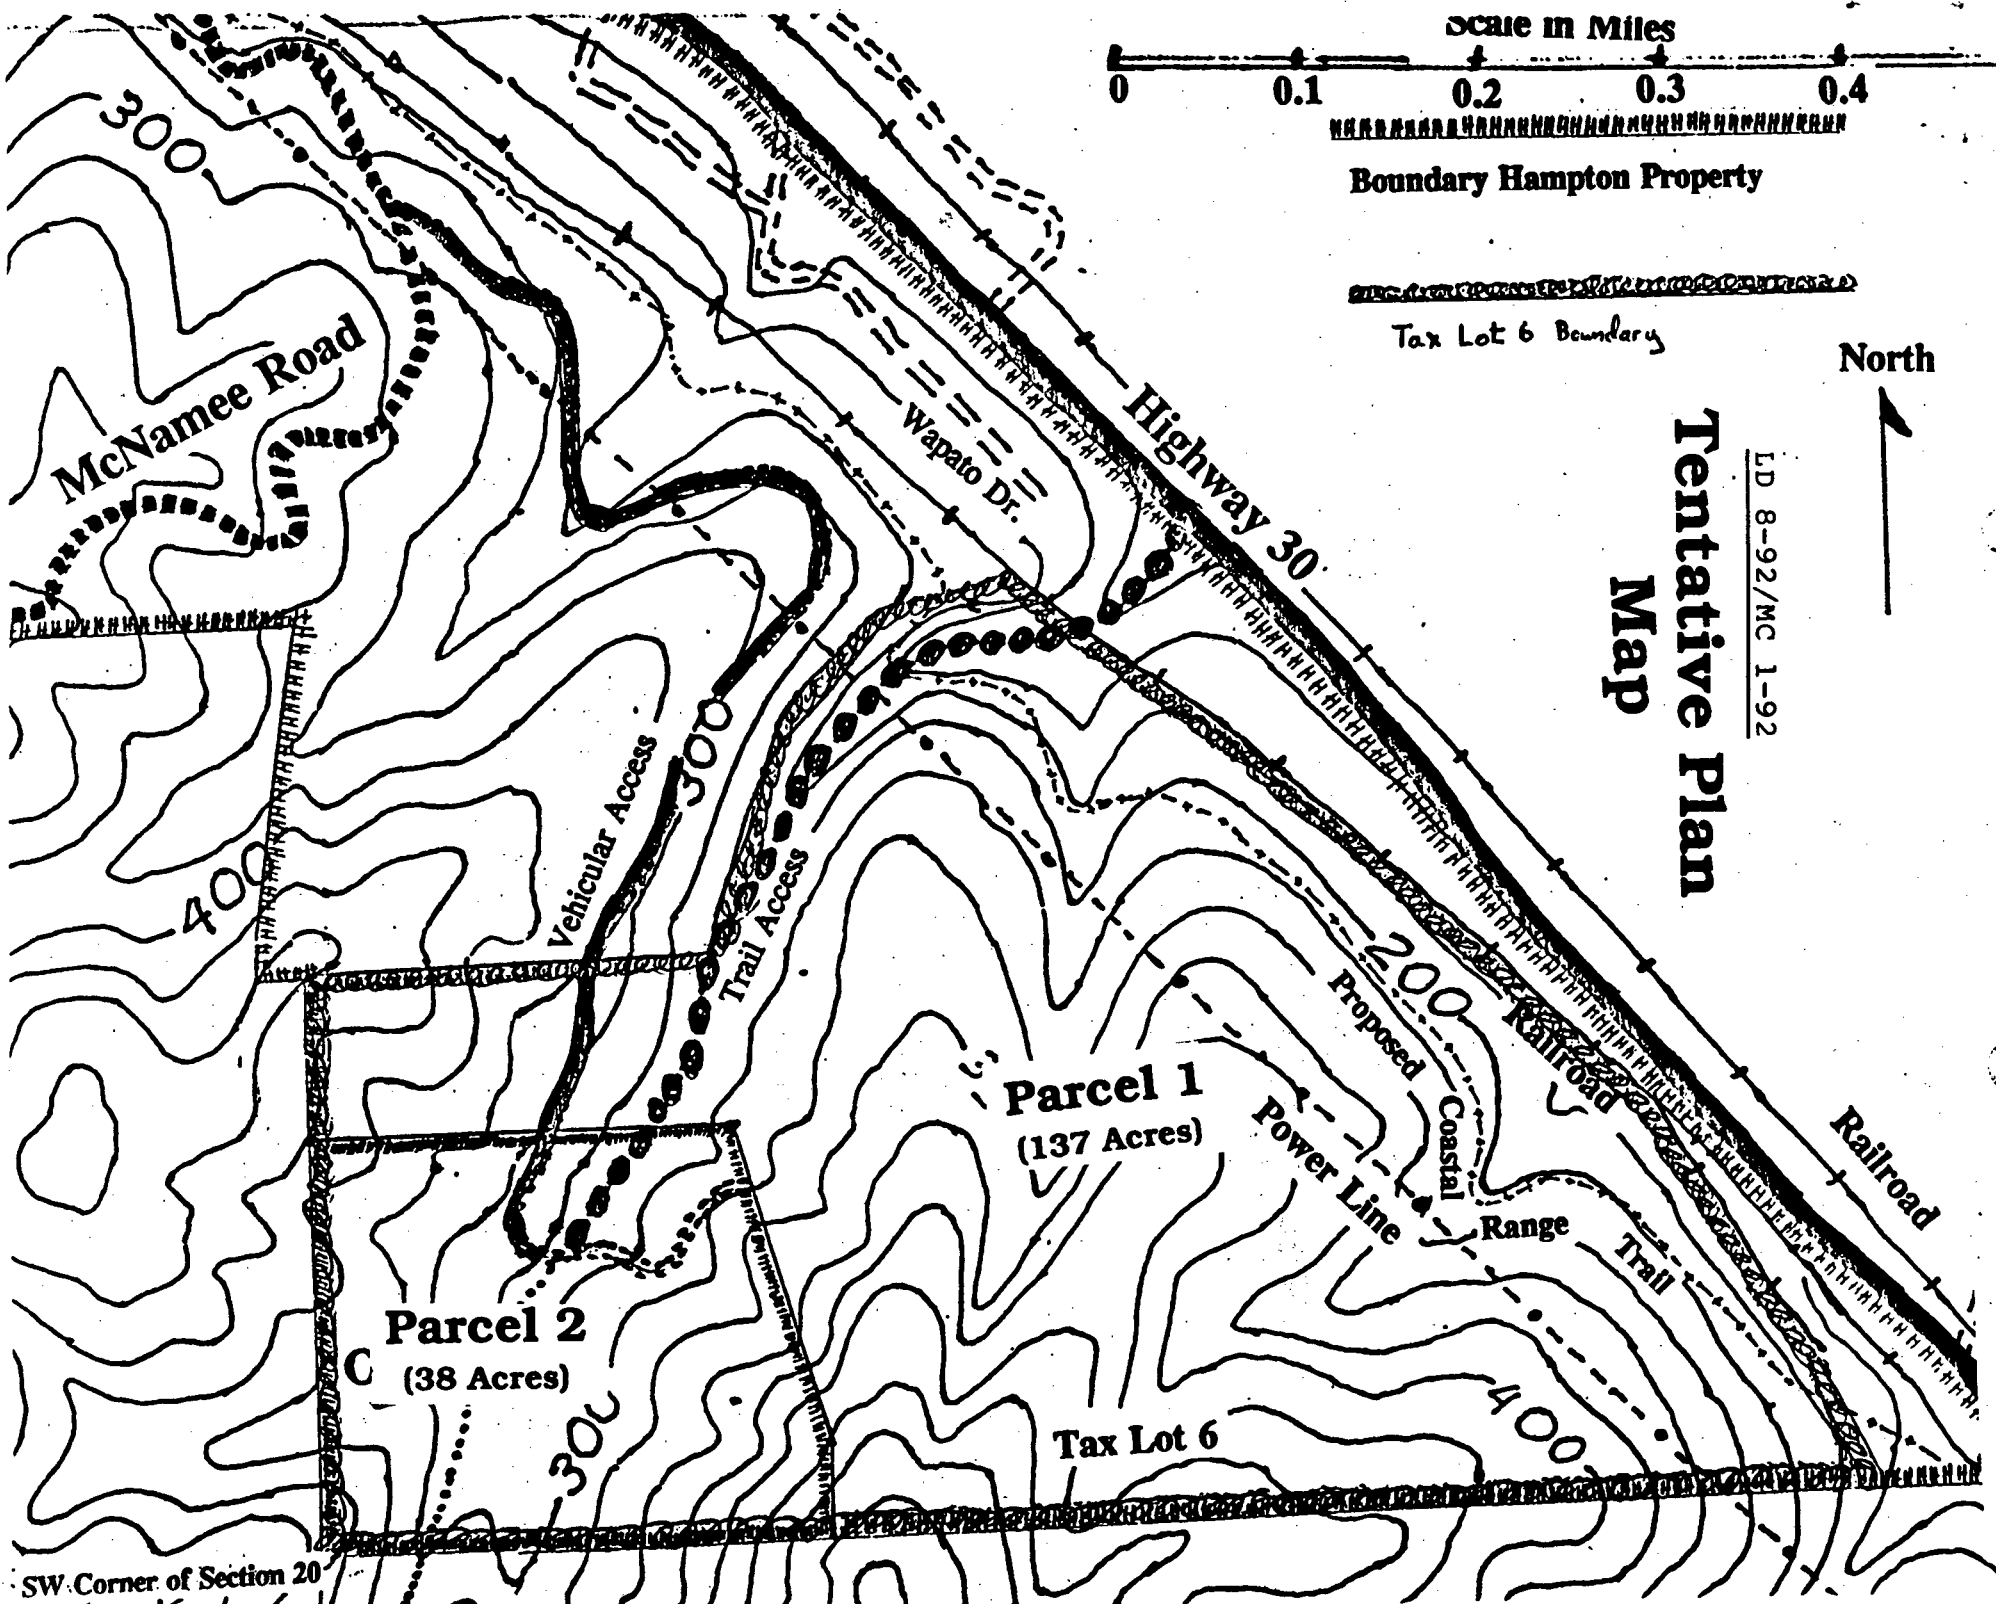 Scale in Miles
0 0.1 0.2 0.3 0.4
Boundary Hampton Property
Tax Lot 6 Boundary
North
Tentative Plan
Map
LD 8-92/MC 1-92
300
McNamee Road
Wapato Dr.
Highway 30
300
Vehicular Access
400
Trail Access
200
Railroad
Proposed
Coastal
Range
Trail
Parcel 1
(137 Acres)
Power Line
Railroad
Parcel 2
(38 Acres)
300
400
Tax Lot 6
SW Corner of Section 20